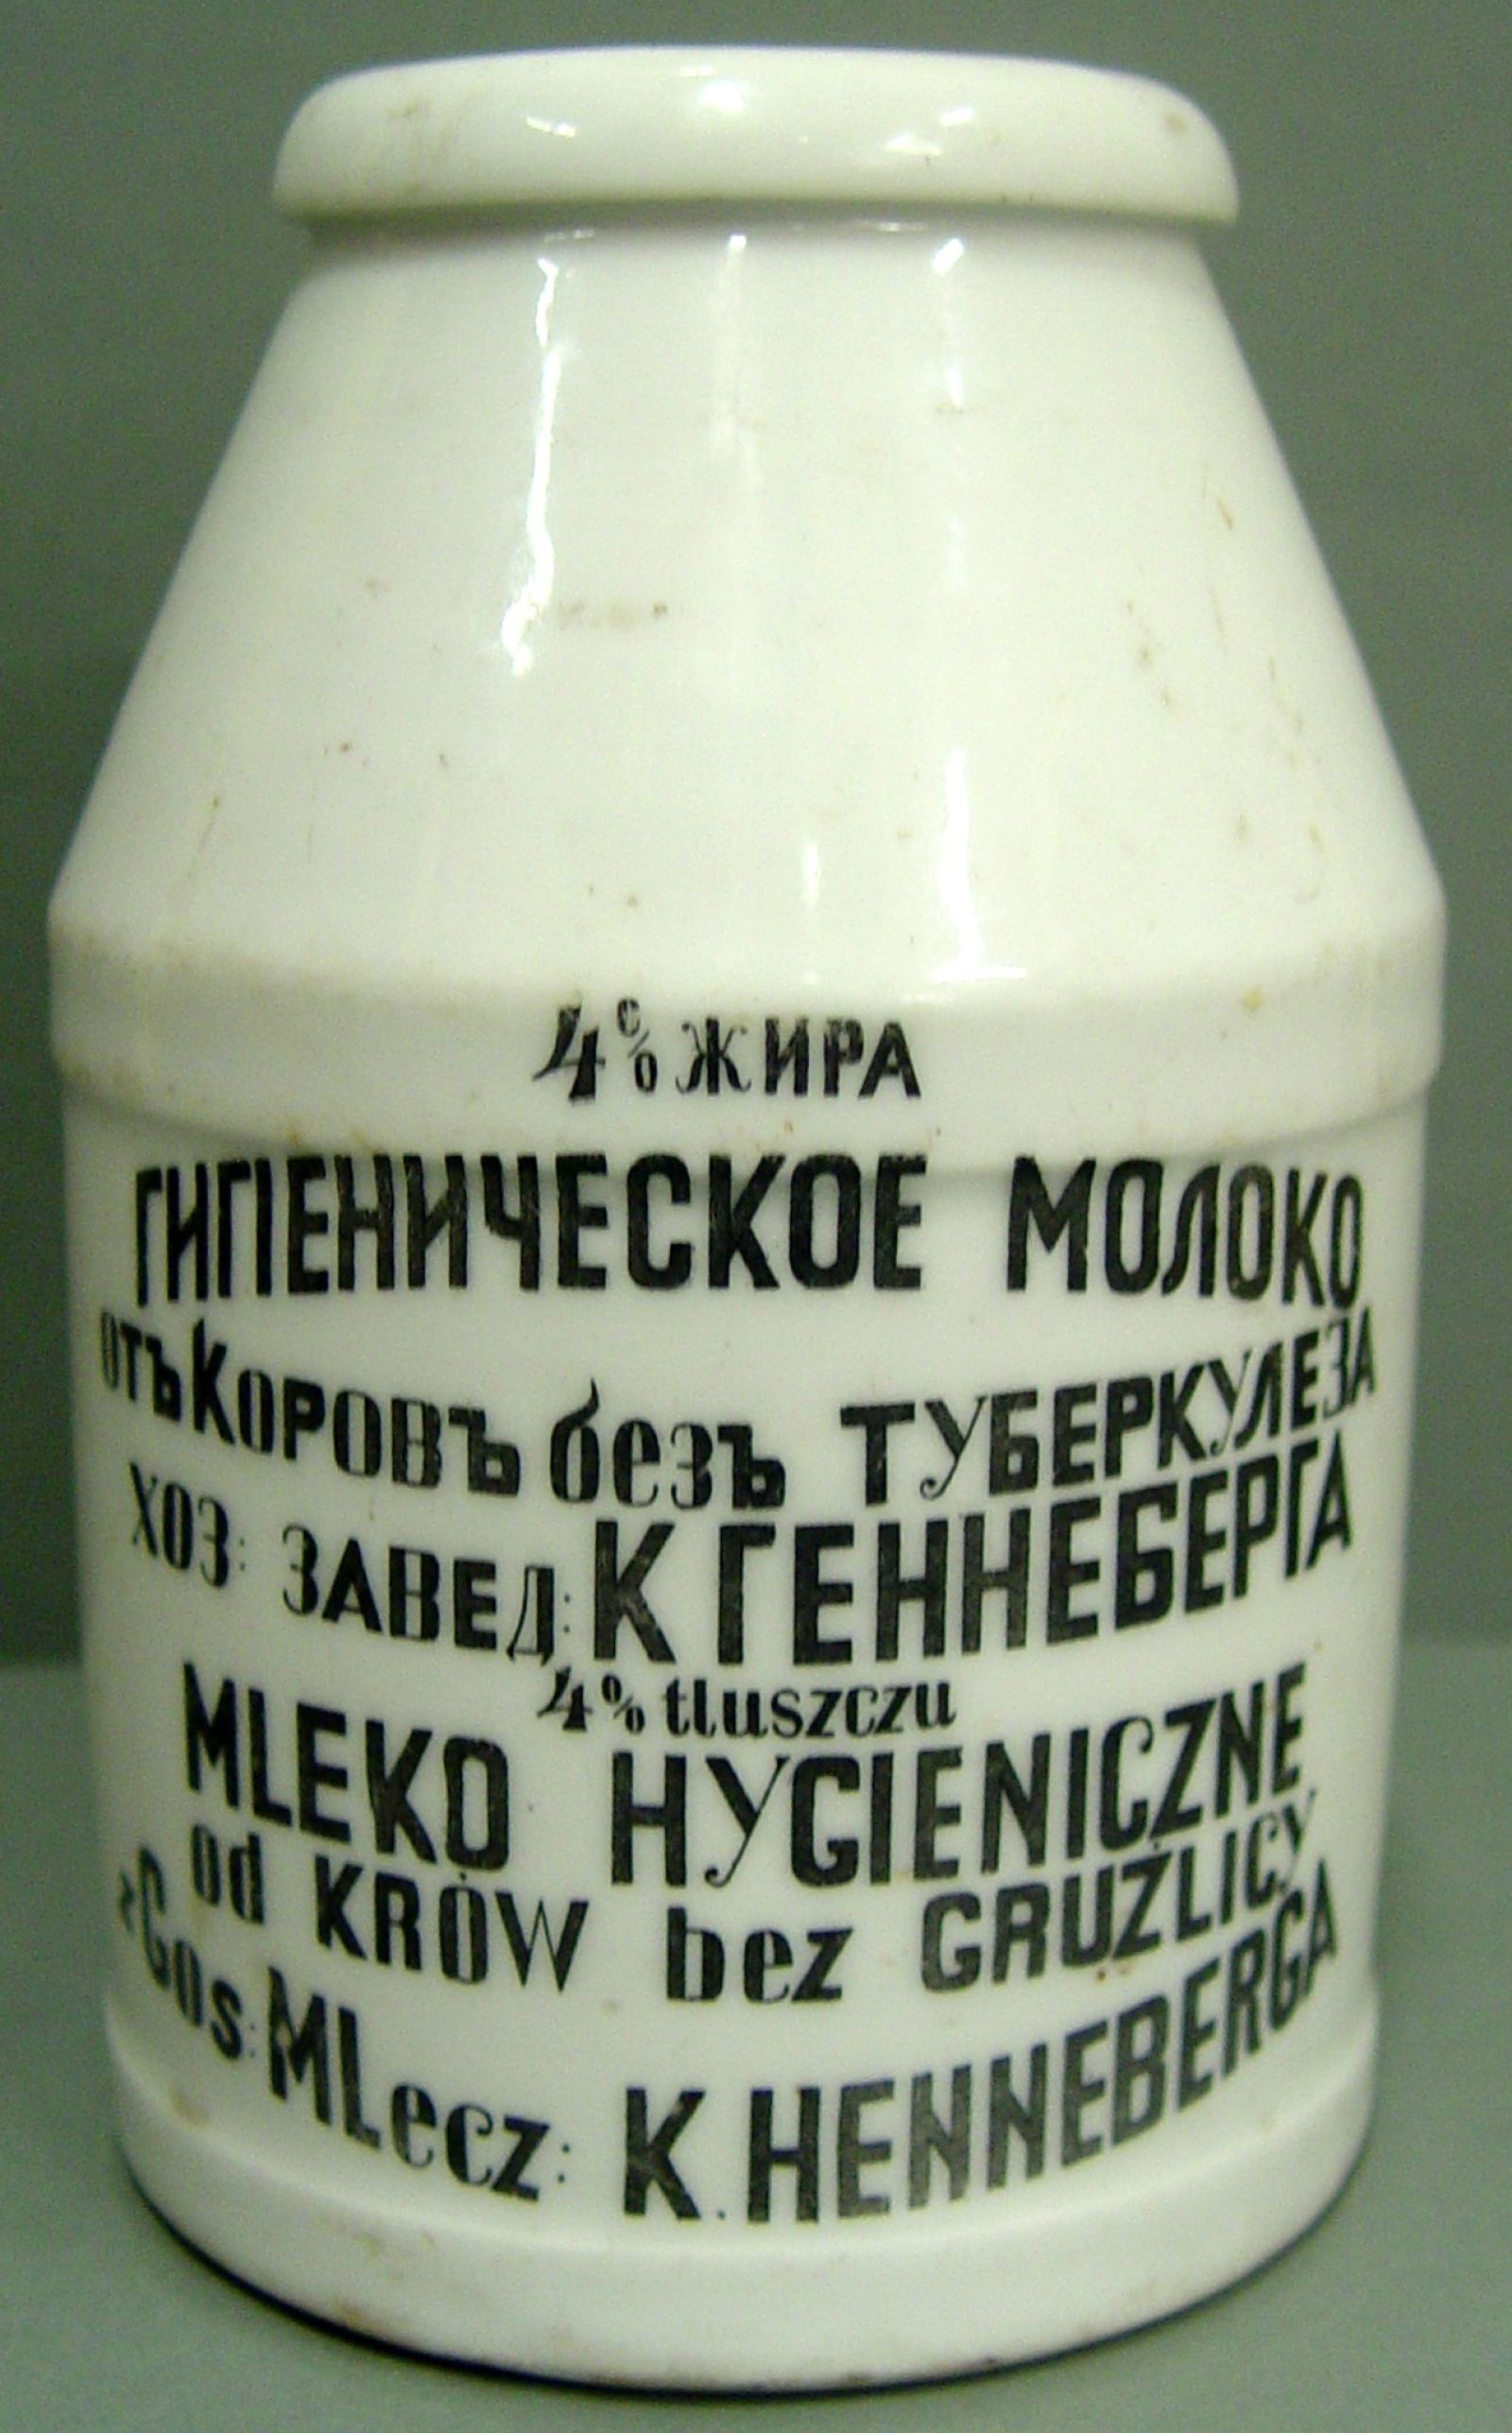 4% ЖИРА
ГИГІЕНИЧЕСКОЕ МОЛОКО
отъ Коровъ безъ ТУБЕРКУЛЕЗА
ХОЗ: ЗАВЕД: К ГЕННЕБЕРГА
4% tluszczu
MLEKO HYGIENICZNE
od KRÓW bez GRUŹLICY
z Gos: MLecz: K. HENNEBERGA